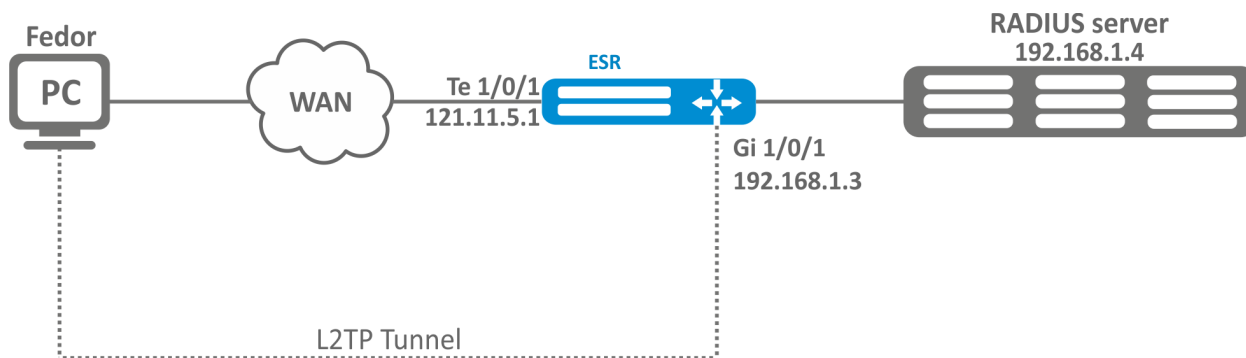 Fedor
PC
WAN
Te 1/0/1
121.11.5.1
ESR
Gi 1/0/1
192.168.1.3
RADIUS server
192.168.1.4
L2TP Tunnel